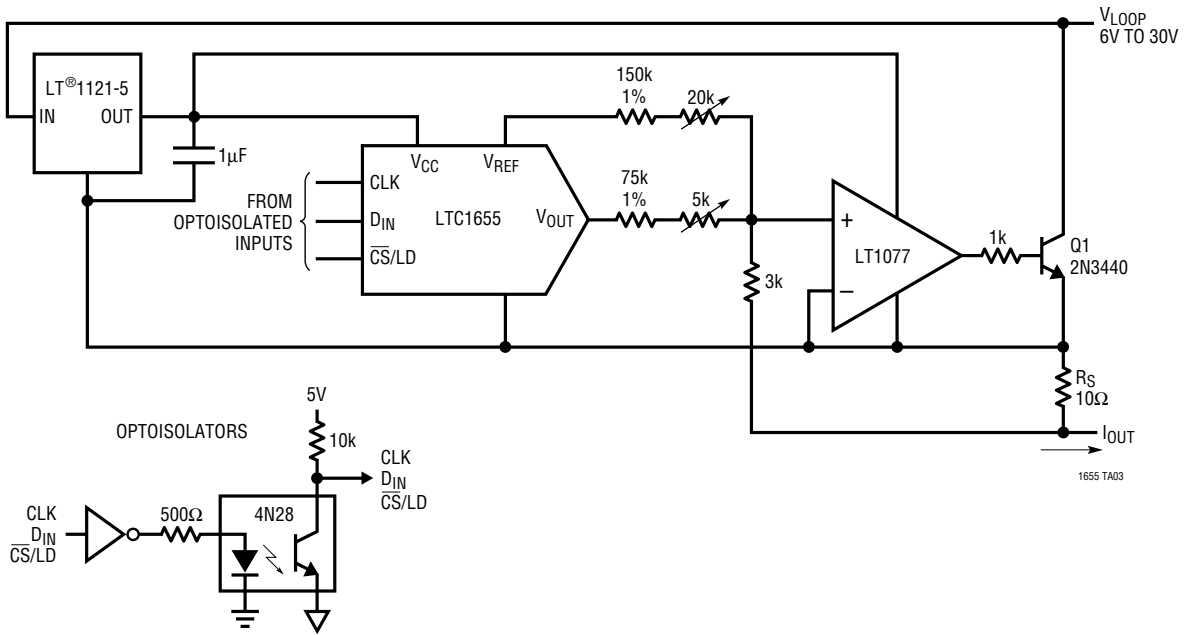 VLOOP
6V TO 30V
LT®1121-5
IN
OUT
1µF
150k
1%
20k
VCC
VREF
CLK
DIN
CS/LD
FROM
OPTOISOLATED
INPUTS
LTC1655
VOUT
75k
1%
5k
3k
+
–
LT1077
1k
Q1
2N3440
RS
10Ω
IOUT
1655 TA03
OPTOISOLATORS
5V
10k
CLK
DIN
CS/LD
CLK
DIN
CS/LD
500Ω
4N28